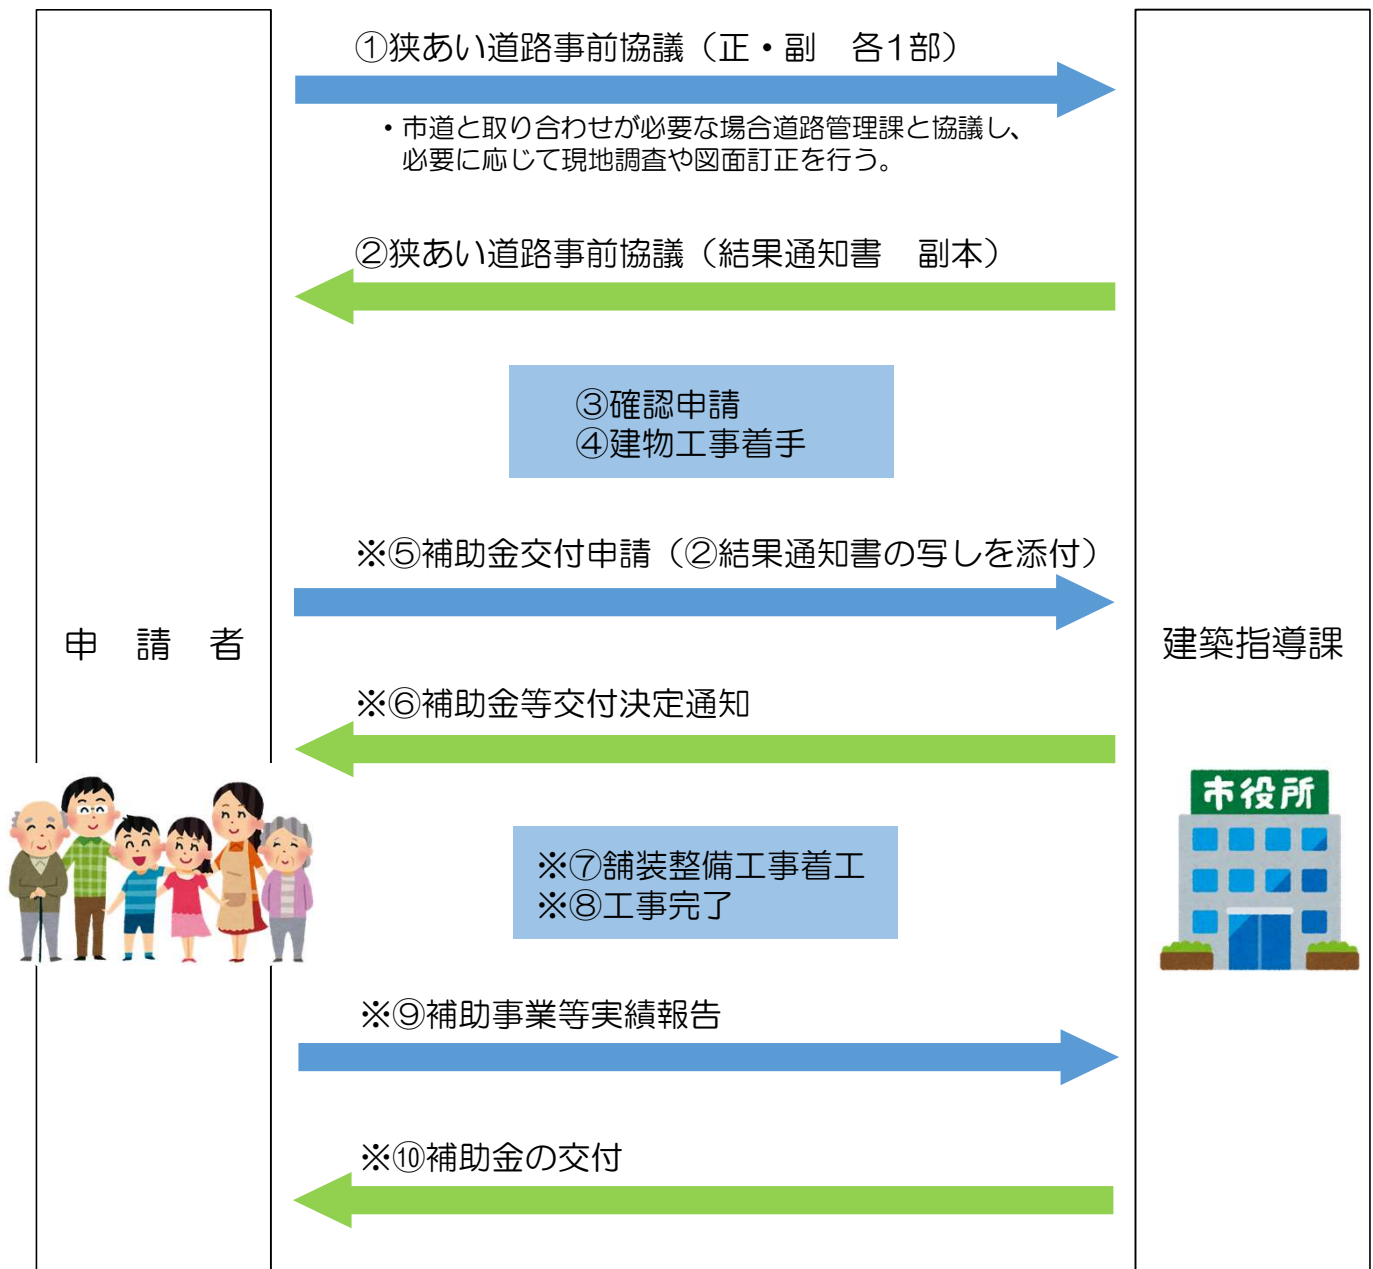 ①狭あい道路事前協議（正・副　各1部）
・市道と取り合わせが必要な場合道路管理課と協議し、
必要に応じて現地調査や図面訂正を行う。
②狭あい道路事前協議（結果通知書　副本）
③確認申請
④建物工事着手
※⑤補助金交付申請（②結果通知書の写しを添付）
申　請　者
建築指導課
※⑥補助金等交付決定通知
市役所
※⑦舗装整備工事着工
※⑧工事完了
※⑨補助事業等実績報告
※⑩補助金の交付